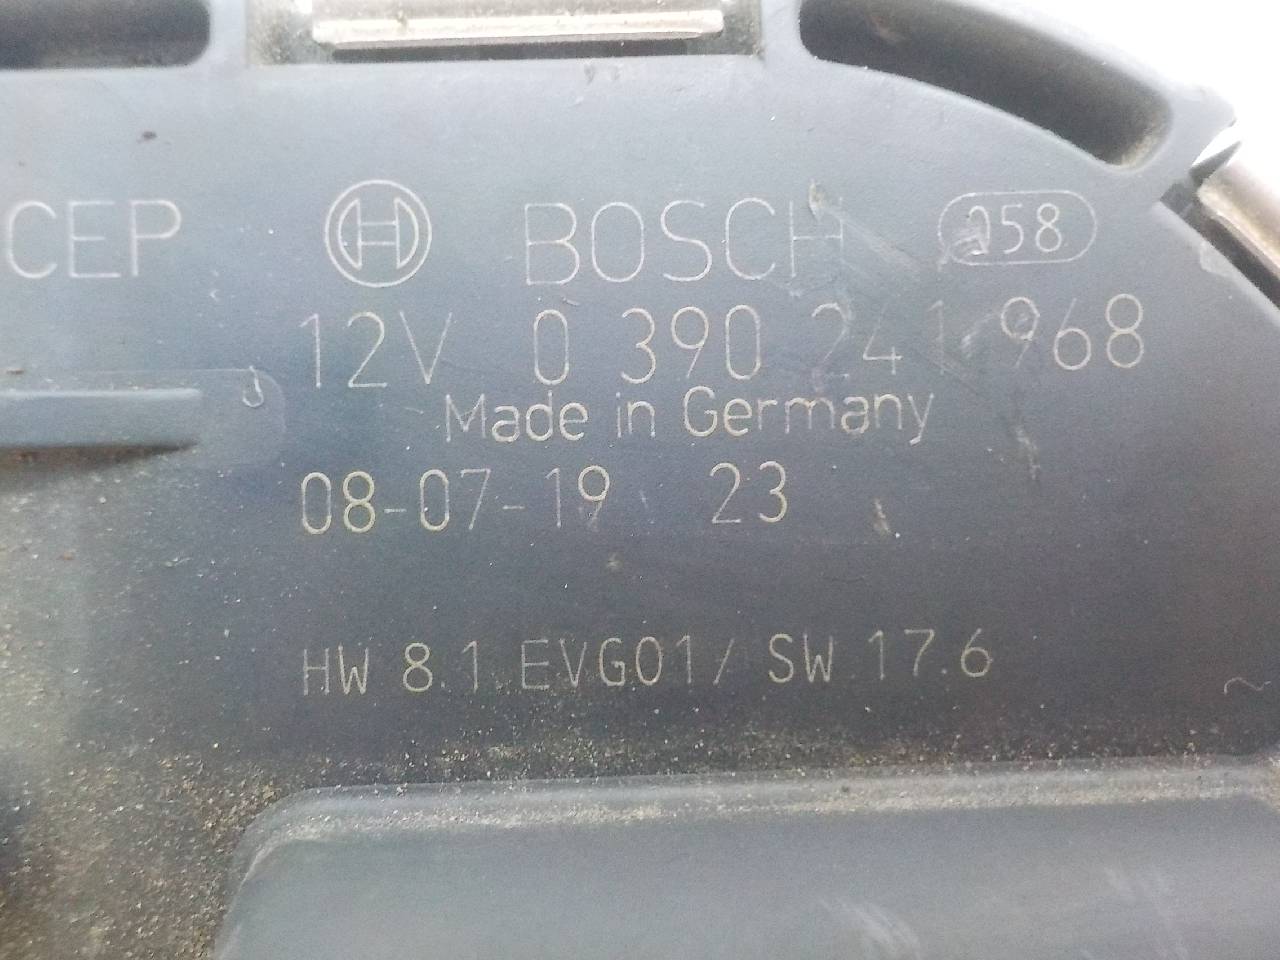 CEP BOSCH 258
12V 0 390 241 968
Made in Germany
08-07-19 23
HW 8.1 EVG01/ SW 17.6